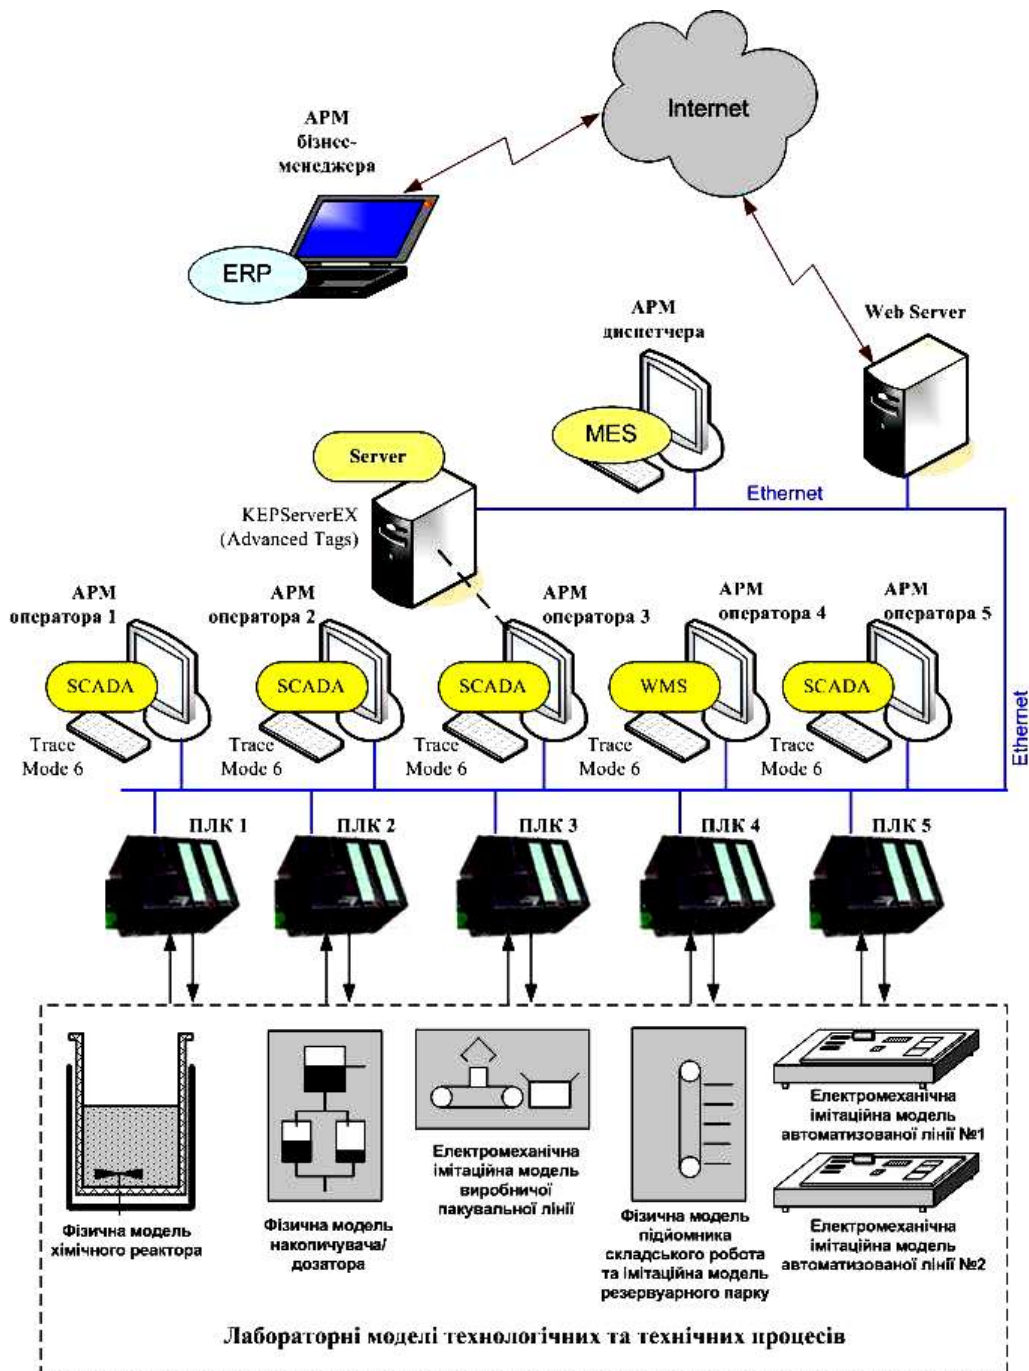 Internet
АРМ
бізнес-
менеджера
ERP
АРМ
диспетчера
Web Server
MES
Server
Ethernet
KEPServerEX
(Advanced Tags)
АРМ
оператора 1
АРМ
оператора 2
АРМ
оператора 3
АРМ
оператора 4
АРМ
оператора 5
SCADA
SCADA
SCADA
WMS
SCADA
Trace
Mode 6
Trace
Mode 6
Trace
Mode 6
Trace
Mode 6
Trace
Mode 6
Ethernet
ПЛК 1
ПЛК 2
ПЛК 3
ПЛК 4
ПЛК 5
Фізична модель
хімічного реактора
Фізична модель
накопичувача/
дозатора
Електромеханічна
імітаційна модель
виробничої
пакувальної лінії
Фізична модель
підйомника
складського робота
та імітаційна модель
резервуарного парку
Електромеханічна
імітаційна модель
автоматизованої лінії №1
Електромеханічна
імітаційна модель
автоматизованої лінії №2
Лабораторні моделі технологічних та технічних процесів